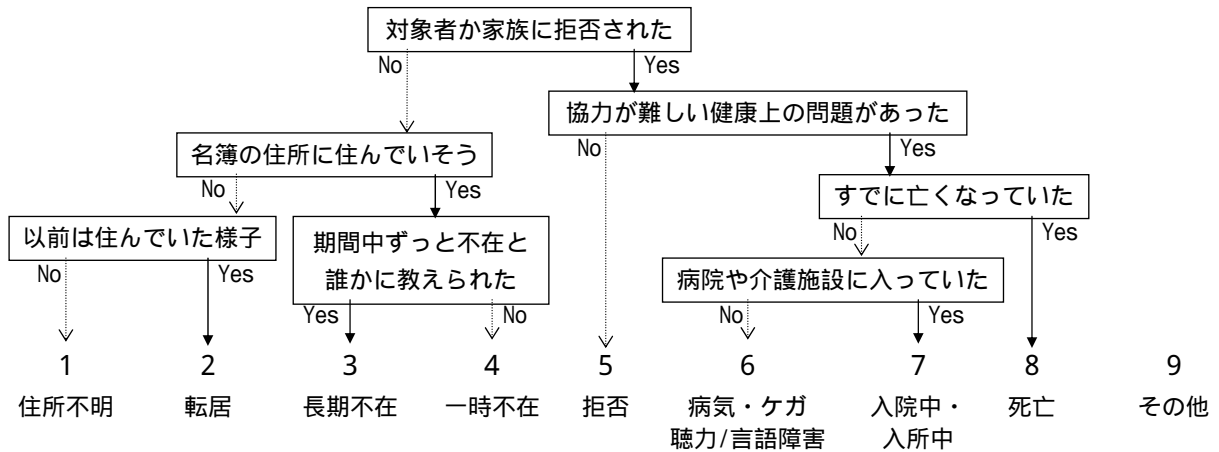 対象者か家族に拒否された
No
Yes
協力が難しい健康上の問題があった
No
Yes
名簿の住所に住んでいそう
No
Yes
すでに亡くなっていた
No
Yes
以前は住んでいた様子
No
Yes
期間中ずっと不在と
誰かに教えられた
Yes
No
病院や介護施設に入っていた
No
Yes
1
2
3
4
5
6
7
8
9
住所不明
転居
長期不在
一時不在
拒否
病気・ケガ
聴力/言語障害
入院中・
入所中
死亡
その他